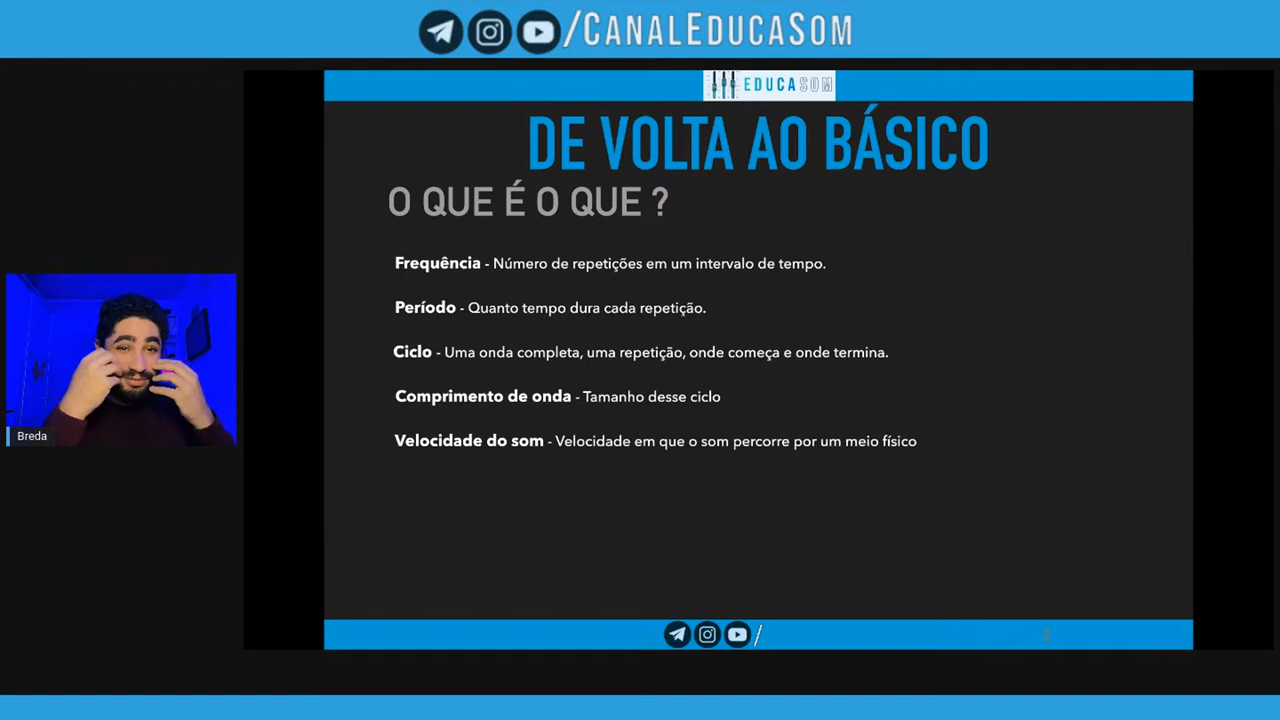 /CANALEDUCASOM
EDUCASOM
DE VOLTA AO BÁSICO
O QUE É O QUE ?
Frequência - Número de repetições em um intervalo de tempo.
Período - Quanto tempo dura cada repetição.
Ciclo - Uma onda completa, uma repetição, onde começa e onde termina.
Comprimento de onda - Tamanho desse ciclo
Velocidade do som - Velocidade em que o som percorre por um meio físico
Breda
/
2